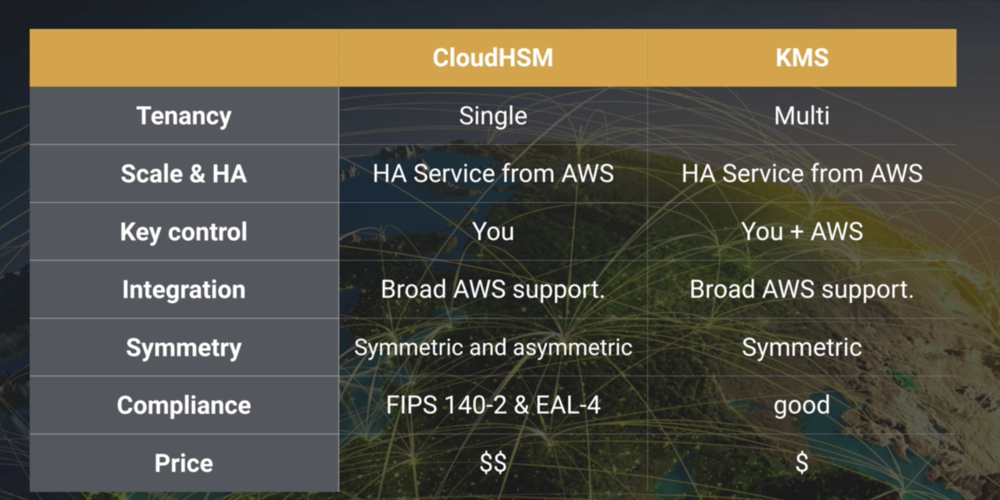 CloudHSM KMS
Tenancy Single Multi
Scale & HA HA Service from AWS HA Service from AWS
Key control You You + AWS
Integration Broad AWS support. Broad AWS support.
Symmetry Symmetric and asymmetric Symmetric
Compliance FIPS 140-2 & EAL-4 good
Price $$ $